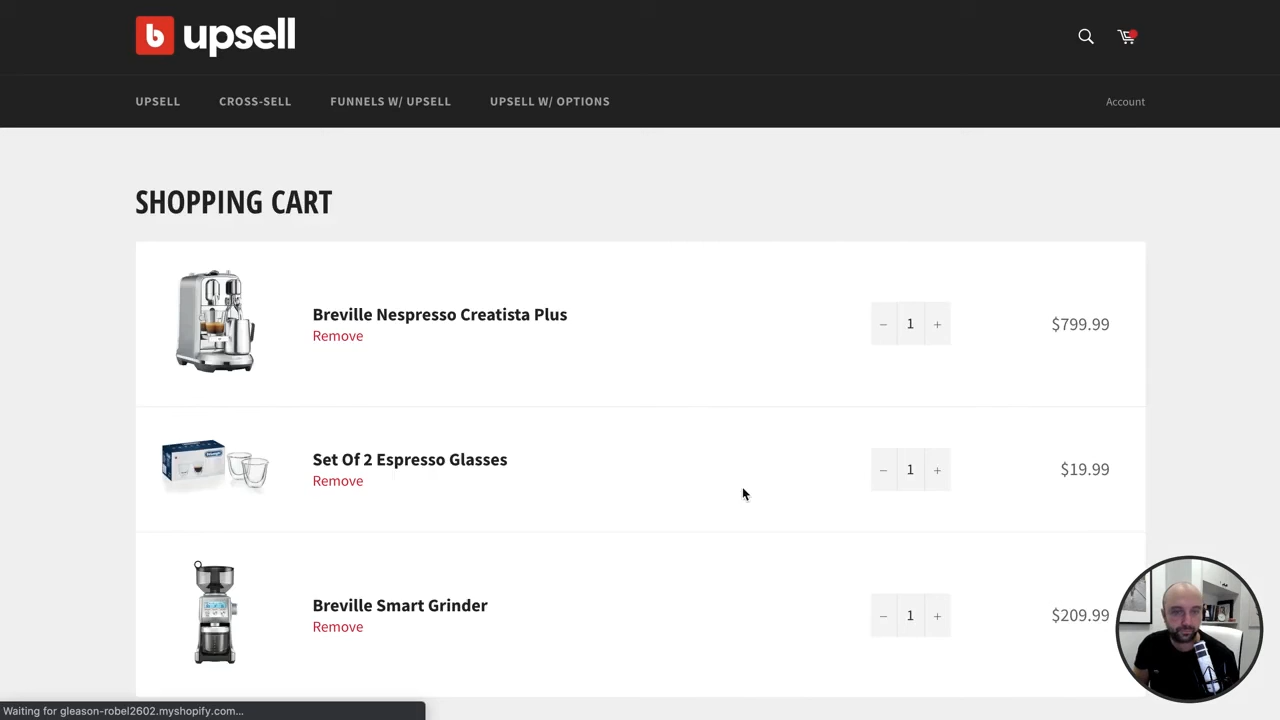 b upsell
UPSELL CROSS-SELL FUNNELS W/ UPSELL UPSELL W/ OPTIONS Account
SHOPPING CART
Breville Nespresso Creatista Plus
Remove
− 1 + $799.99
Set Of 2 Espresso Glasses
Remove
− 1 + $19.99
Breville Smart Grinder
Remove
− 1 + $209.99
Waiting for gleason-robel2602.myshopify.com...